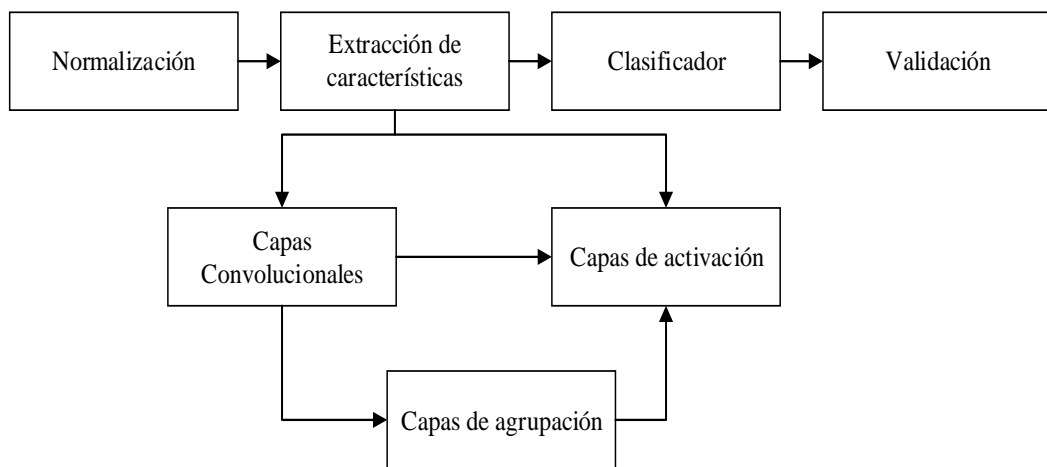 Normalización
Extracción de
características
Clasificador
Validación
Capas
Convolucionales
Capas de activación
Capas de agrupación